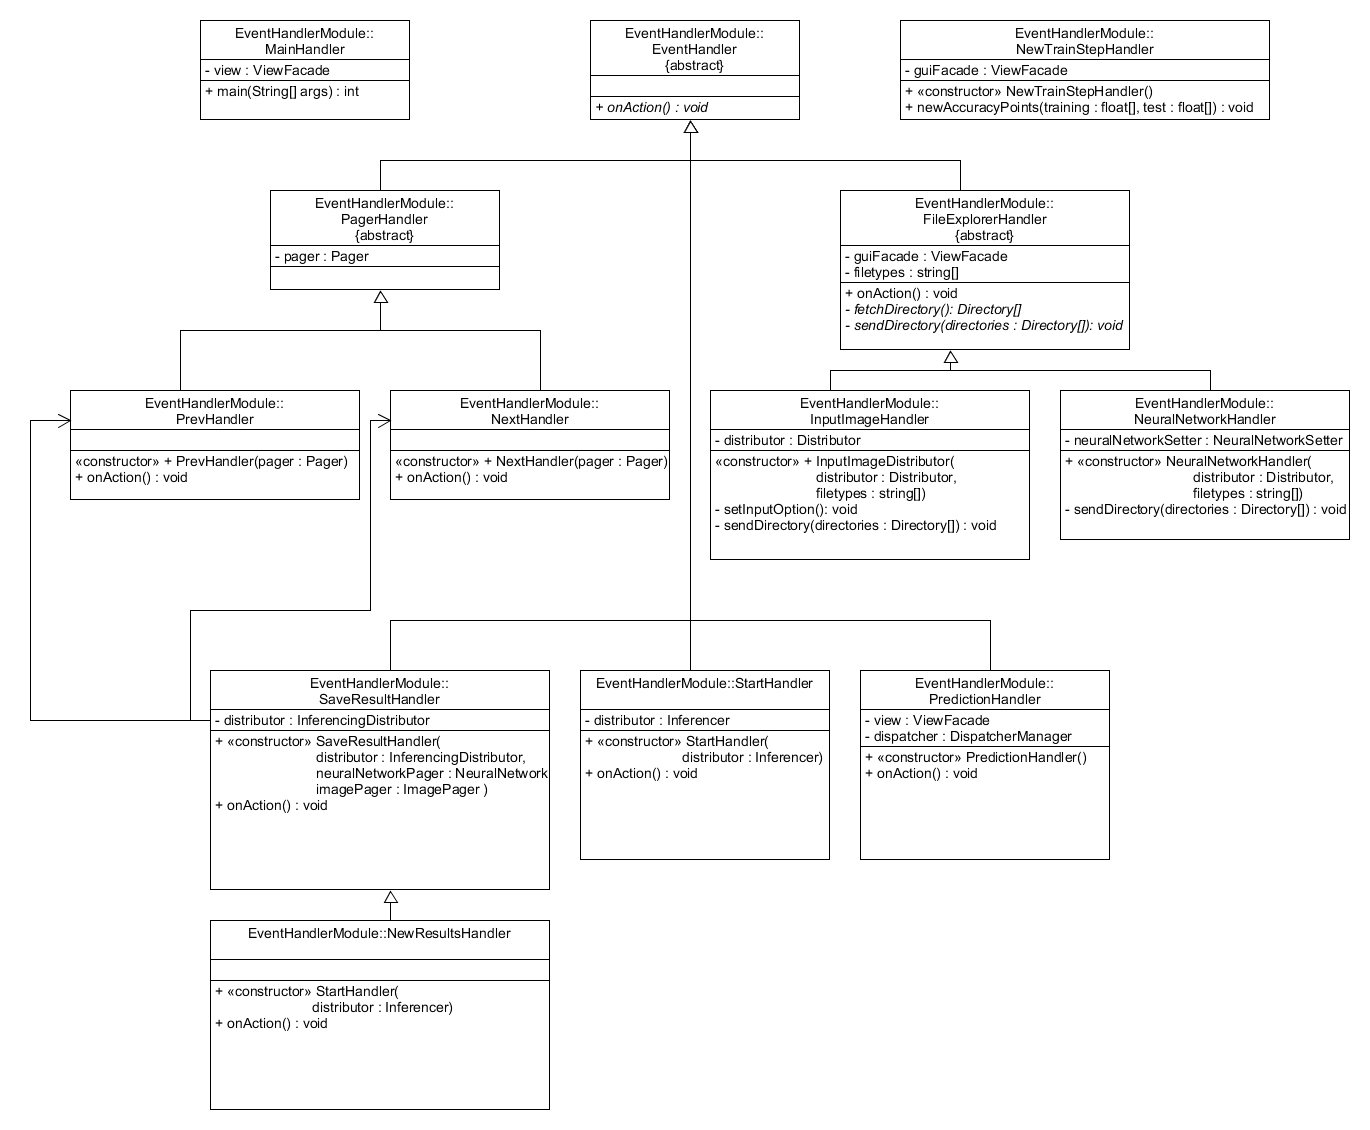 EventHandlerModule::
MainHandler
- view : ViewFacade
+ main(String[] args) : int
EventHandlerModule::
EventHandler
{abstract}
+ onAction() : void
EventHandlerModule::
NewTrainStepHandler
- guiFacade : ViewFacade
+ «constructor» NewTrainStepHandler()
+ newAccuracyPoints(training : float[], test : float[]) : void
EventHandlerModule::
PagerHandler
{abstract}
- pager : Pager
EventHandlerModule::
FileExplorerHandler
{abstract}
- guiFacade : ViewFacade
- filetypes : string[]
+ onAction() : void
- fetchDirectory(): Directory[]
- sendDirectory(directories : Directory[]): void
EventHandlerModule::
PrevHandler
«constructor» + PrevHandler(pager : Pager)
+ onAction() : void
EventHandlerModule::
NextHandler
«constructor» + NextHandler(pager : Pager)
+ onAction() : void
EventHandlerModule::
InputImageHandler
- distributor : Distributor
«constructor» + InputImageDistributor(
distributor : Distributor,
filetypes : string[])
- setInputOption(): void
- sendDirectory(directories : Directory[]) : void
EventHandlerModule::
NeuralNetworkHandler
- neuralNetworkSetter : NeuralNetworkSetter
+ «constructor» NeuralNetworkHandler(
distributor : Distributor,
filetypes : string[])
- sendDirectory(directories : Directory[]) : void
EventHandlerModule::
SaveResultHandler
- distributor : InferencingDistributor
+ «constructor» SaveResultHandler(
distributor : InferencingDistributor,
neuralNetworkPager : NeuralNetwork
imagePager : ImagePager )
+ onAction() : void
EventHandlerModule::StartHandler
- distributor : Inferencer
+ «constructor» StartHandler(
distributor : Inferencer)
+ onAction() : void
EventHandlerModule::
PredictionHandler
- view : ViewFacade
- dispatcher : DispatcherManager
+ «constructor» PredictionHandler()
+ onAction() : void
EventHandlerModule::NewResultsHandler
+ «constructor» StartHandler(
distributor : Inferencer)
+ onAction() : void